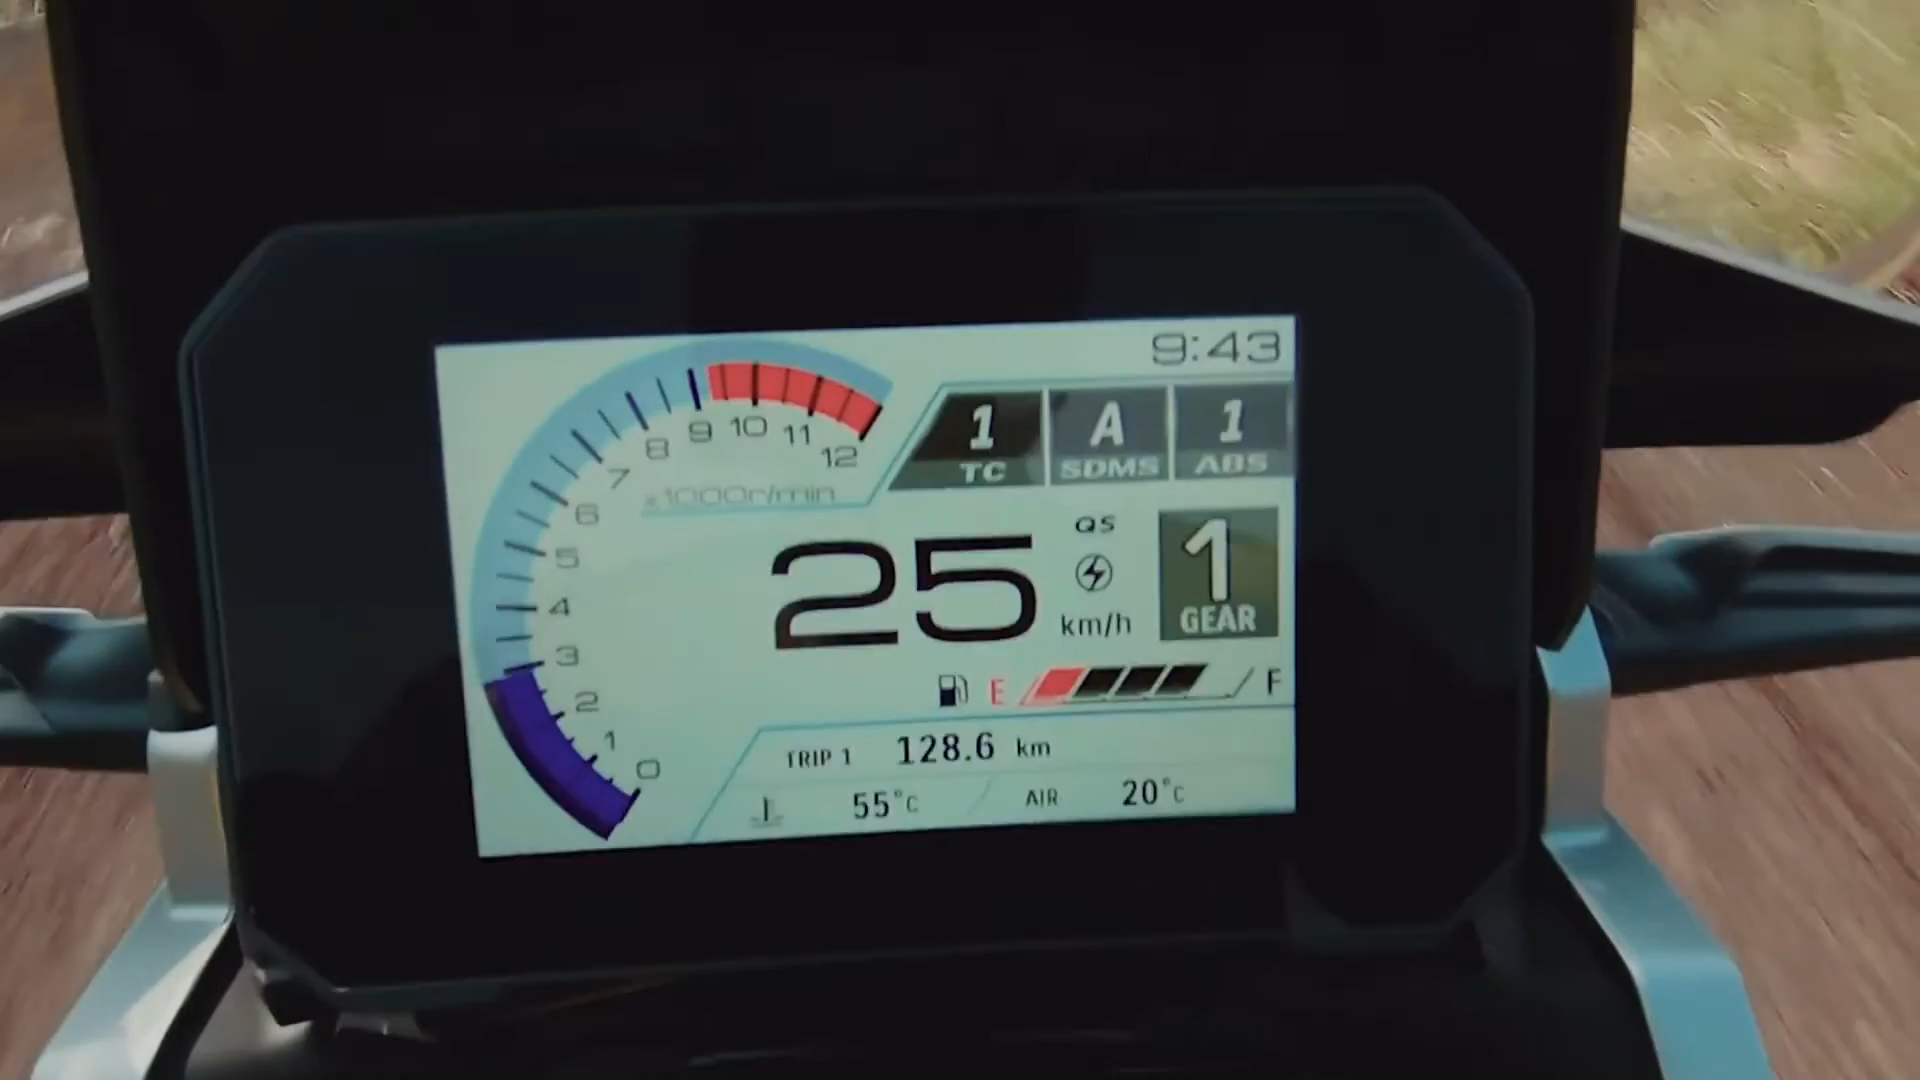 9:43
1 A 1
TC SDMS ABS
0 1 2 3 4 5 6 7 8 9 10 11 12
×1000r/min
25 km/h
QS
1
GEAR
E F
TRIP 1 128.6 km
55°C AIR 20°C